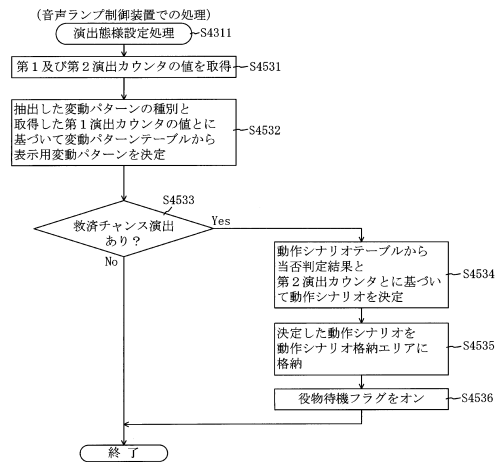 (音声ランプ制御装置での処理)
演出態様設定処理
S4311
第1及び第2演出カウンタの値を取得
S4531
抽出した変動パターンの種別と
取得した第1演出カウンタの値とに
基づいて変動パターンテーブルから
表示用変動パターンを決定
S4532
S4533
救済チャンス演出
あり?
Yes
No
動作シナリオテーブルから
当否判定結果と
第2演出カウンタとに基づい
て動作シナリオを決定
S4534
決定した動作シナリオを
動作シナリオ格納エリアに
格納
S4535
役物待機フラグをオン
S4536
終了